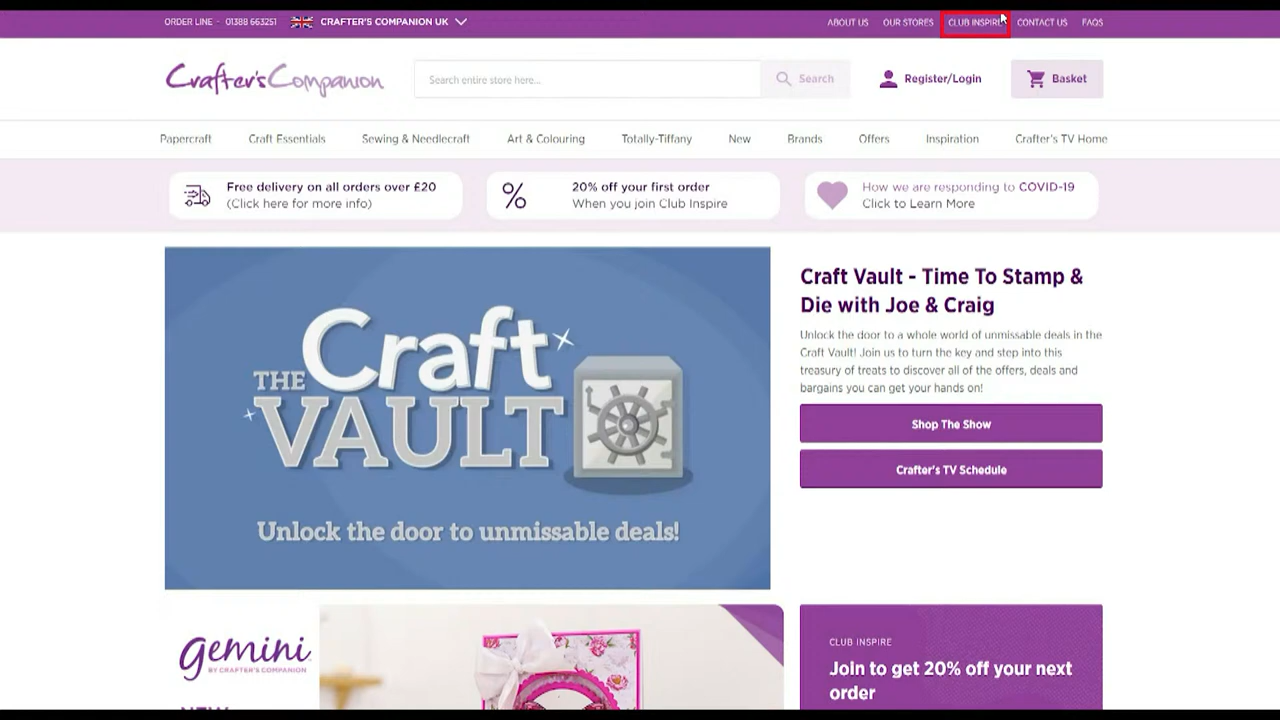 ORDER LINE - 01388 663251
CRAFTER'S COMPANION UK
ABOUT US
OUR STORES
CLUB INSPIRE
CONTACT US
FAQS
Crafter'sCompanion
Search entire store here...
Search
Register/Login
Basket
Papercraft
Craft Essentials
Sewing & Needlecraft
Art & Colouring
Totally-Tiffany
New
Brands
Offers
Inspiration
Crafter's TV Home
Free delivery on all orders over £20
(Click here for more info)
20% off your first order
When you join Club Inspire
How we are responding to COVID-19
Click to Learn More
THE Craft
VAULT
Unlock the door to unmissable deals!
Craft Vault - Time To Stamp &
Die with Joe & Craig
Unlock the door to a whole world of unmissable deals in the
Craft Vault! Join us to turn the key and step into this
treasury of treats to discover all of the offers, deals and
bargains you can get your hands on!
Shop The Show
Crafter's TV Schedule
gemini
BY CRAFTER'S COMPANION
NEW
CLUB INSPIRE
Join to get 20% off your next
order